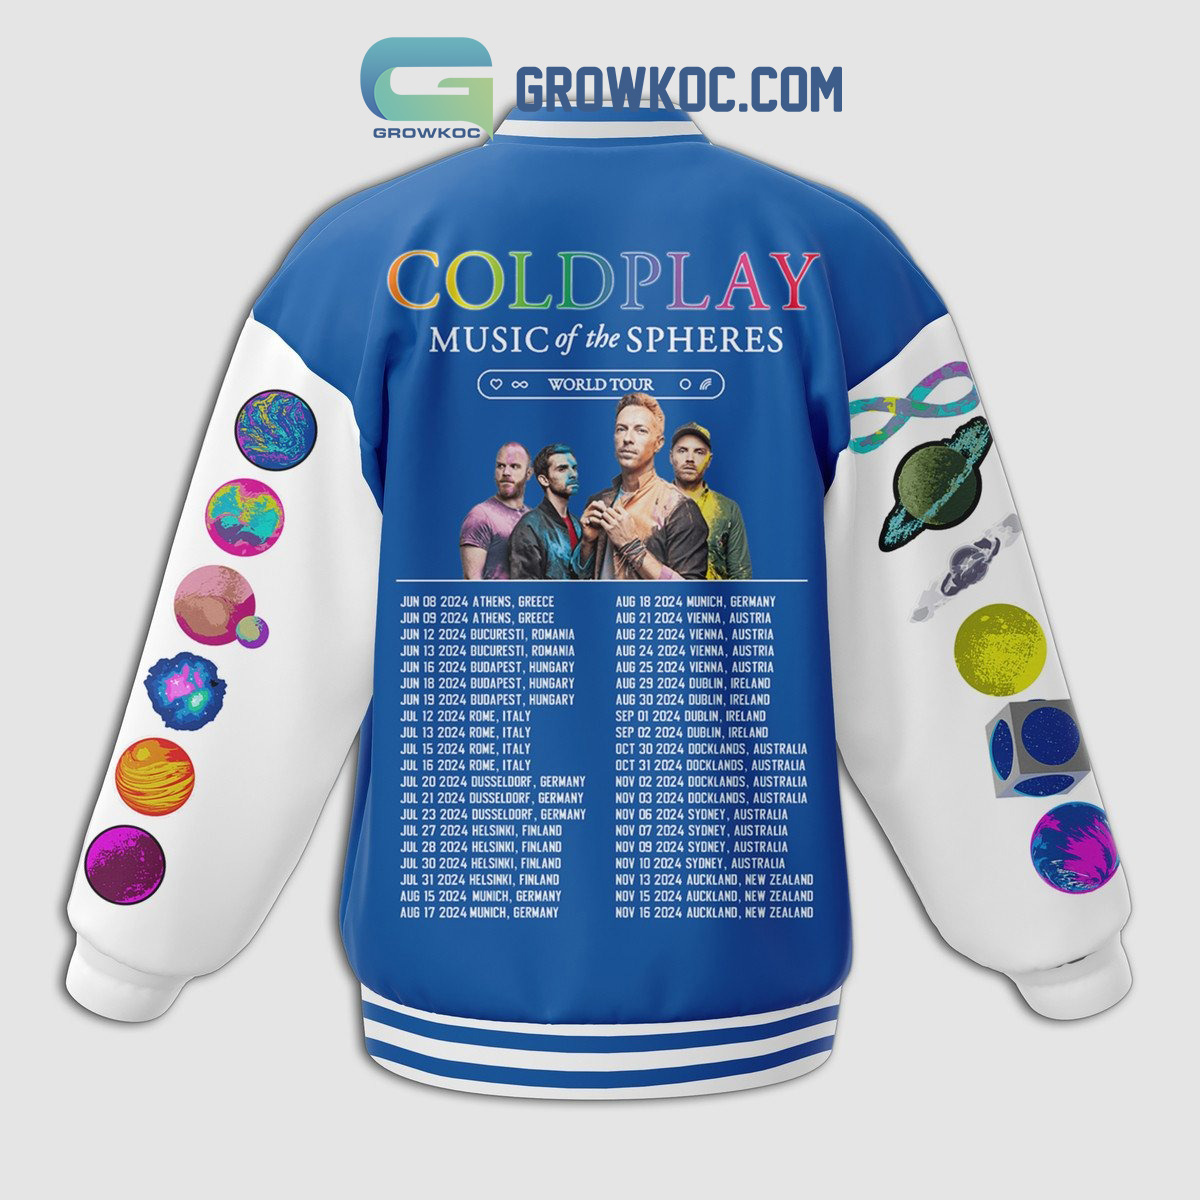 GROWKOC
GROWKOC.COM
COLDPLAY
MUSIC of the SPHERES
WORLD TOUR
JUN 08 2024 ATHENS, GREECE
JUN 09 2024 ATHENS, GREECE
JUN 12 2024 BUCURESTI, ROMANIA
JUN 13 2024 BUCURESTI, ROMANIA
JUN 16 2024 BUDAPEST, HUNGARY
JUN 18 2024 BUDAPEST, HUNGARY
JUN 19 2024 BUDAPEST, HUNGARY
JUL 12 2024 ROME, ITALY
JUL 13 2024 ROME, ITALY
JUL 15 2024 ROME, ITALY
JUL 16 2024 ROME, ITALY
JUL 20 2024 DUSSELDORF, GERMANY
JUL 21 2024 DUSSELDORF, GERMANY
JUL 23 2024 DUSSELDORF, GERMANY
JUL 27 2024 HELSINKI, FINLAND
JUL 28 2024 HELSINKI, FINLAND
JUL 30 2024 HELSINKI, FINLAND
JUL 31 2024 HELSINKI, FINLAND
AUG 15 2024 MUNICH, GERMANY
AUG 17 2024 MUNICH, GERMANY
AUG 18 2024 MUNICH, GERMANY
AUG 21 2024 VIENNA, AUSTRIA
AUG 22 2024 VIENNA, AUSTRIA
AUG 24 2024 VIENNA, AUSTRIA
AUG 25 2024 VIENNA, AUSTRIA
AUG 29 2024 DUBLIN, IRELAND
AUG 30 2024 DUBLIN, IRELAND
SEP 01 2024 DUBLIN, IRELAND
SEP 02 2024 DUBLIN, IRELAND
OCT 30 2024 DOCKLANDS, AUSTRALIA
OCT 31 2024 DOCKLANDS, AUSTRALIA
NOV 02 2024 DOCKLANDS, AUSTRALIA
NOV 03 2024 DOCKLANDS, AUSTRALIA
NOV 06 2024 SYDNEY, AUSTRALIA
NOV 07 2024 SYDNEY, AUSTRALIA
NOV 09 2024 SYDNEY, AUSTRALIA
NOV 10 2024 SYDNEY, AUSTRALIA
NOV 13 2024 AUCKLAND, NEW ZEALAND
NOV 15 2024 AUCKLAND, NEW ZEALAND
NOV 16 2024 AUCKLAND, NEW ZEALAND